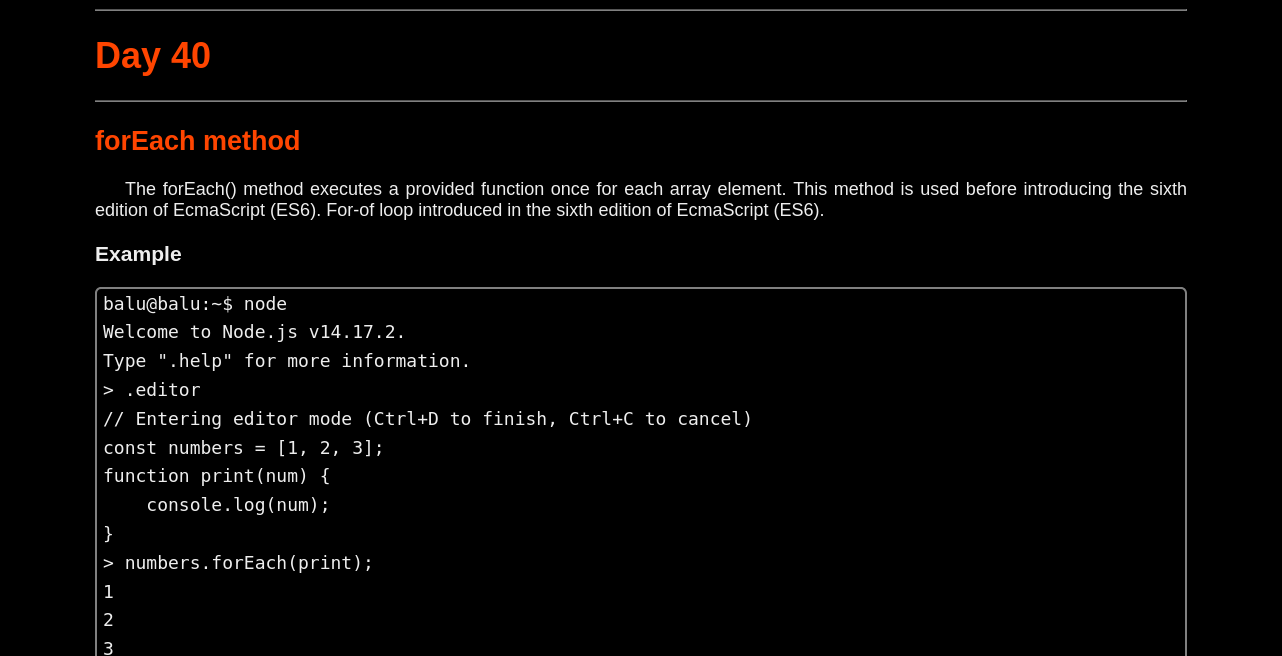 Day 40
forEach method
The forEach() method executes a provided function once for each array element. This method is used before introducing the sixth
edition of EcmaScript (ES6). For-of loop introduced in the sixth edition of EcmaScript (ES6).
Example
balu@balu:~$ node
Welcome to Node.js v14.17.2.
Type ".help" for more information.
> .editor
// Entering editor mode (Ctrl+D to finish, Ctrl+C to cancel)
const numbers = [1, 2, 3];
function print(num) {
    console.log(num);
}
> numbers.forEach(print);
1
2
3